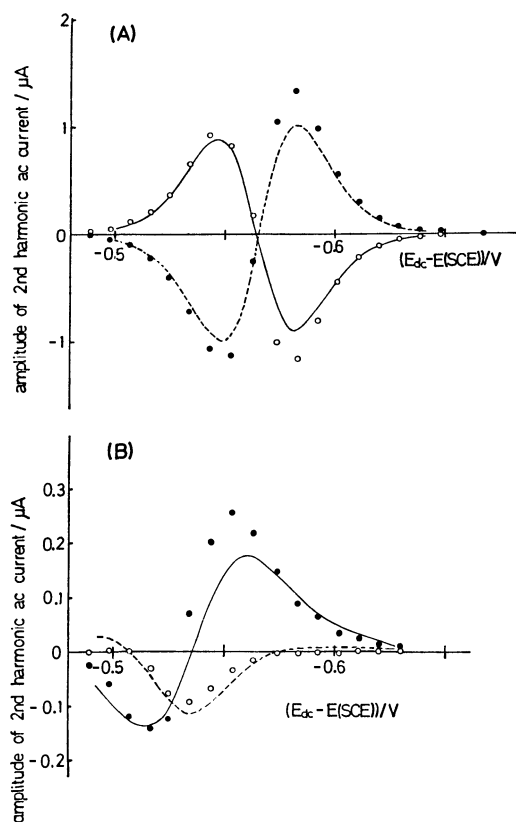 (A)
amplitude of 2nd harmonic ac current / μA
1
0
-1
-0.5
-0.6
(Edc-E(SCE))/V
(B)
amplitude of 2nd harmonic ac current / μA
0.3
0.2
0.1
0
-0.1
-0.2
-0.5
-0.6
(Edc-E(SCE))/V